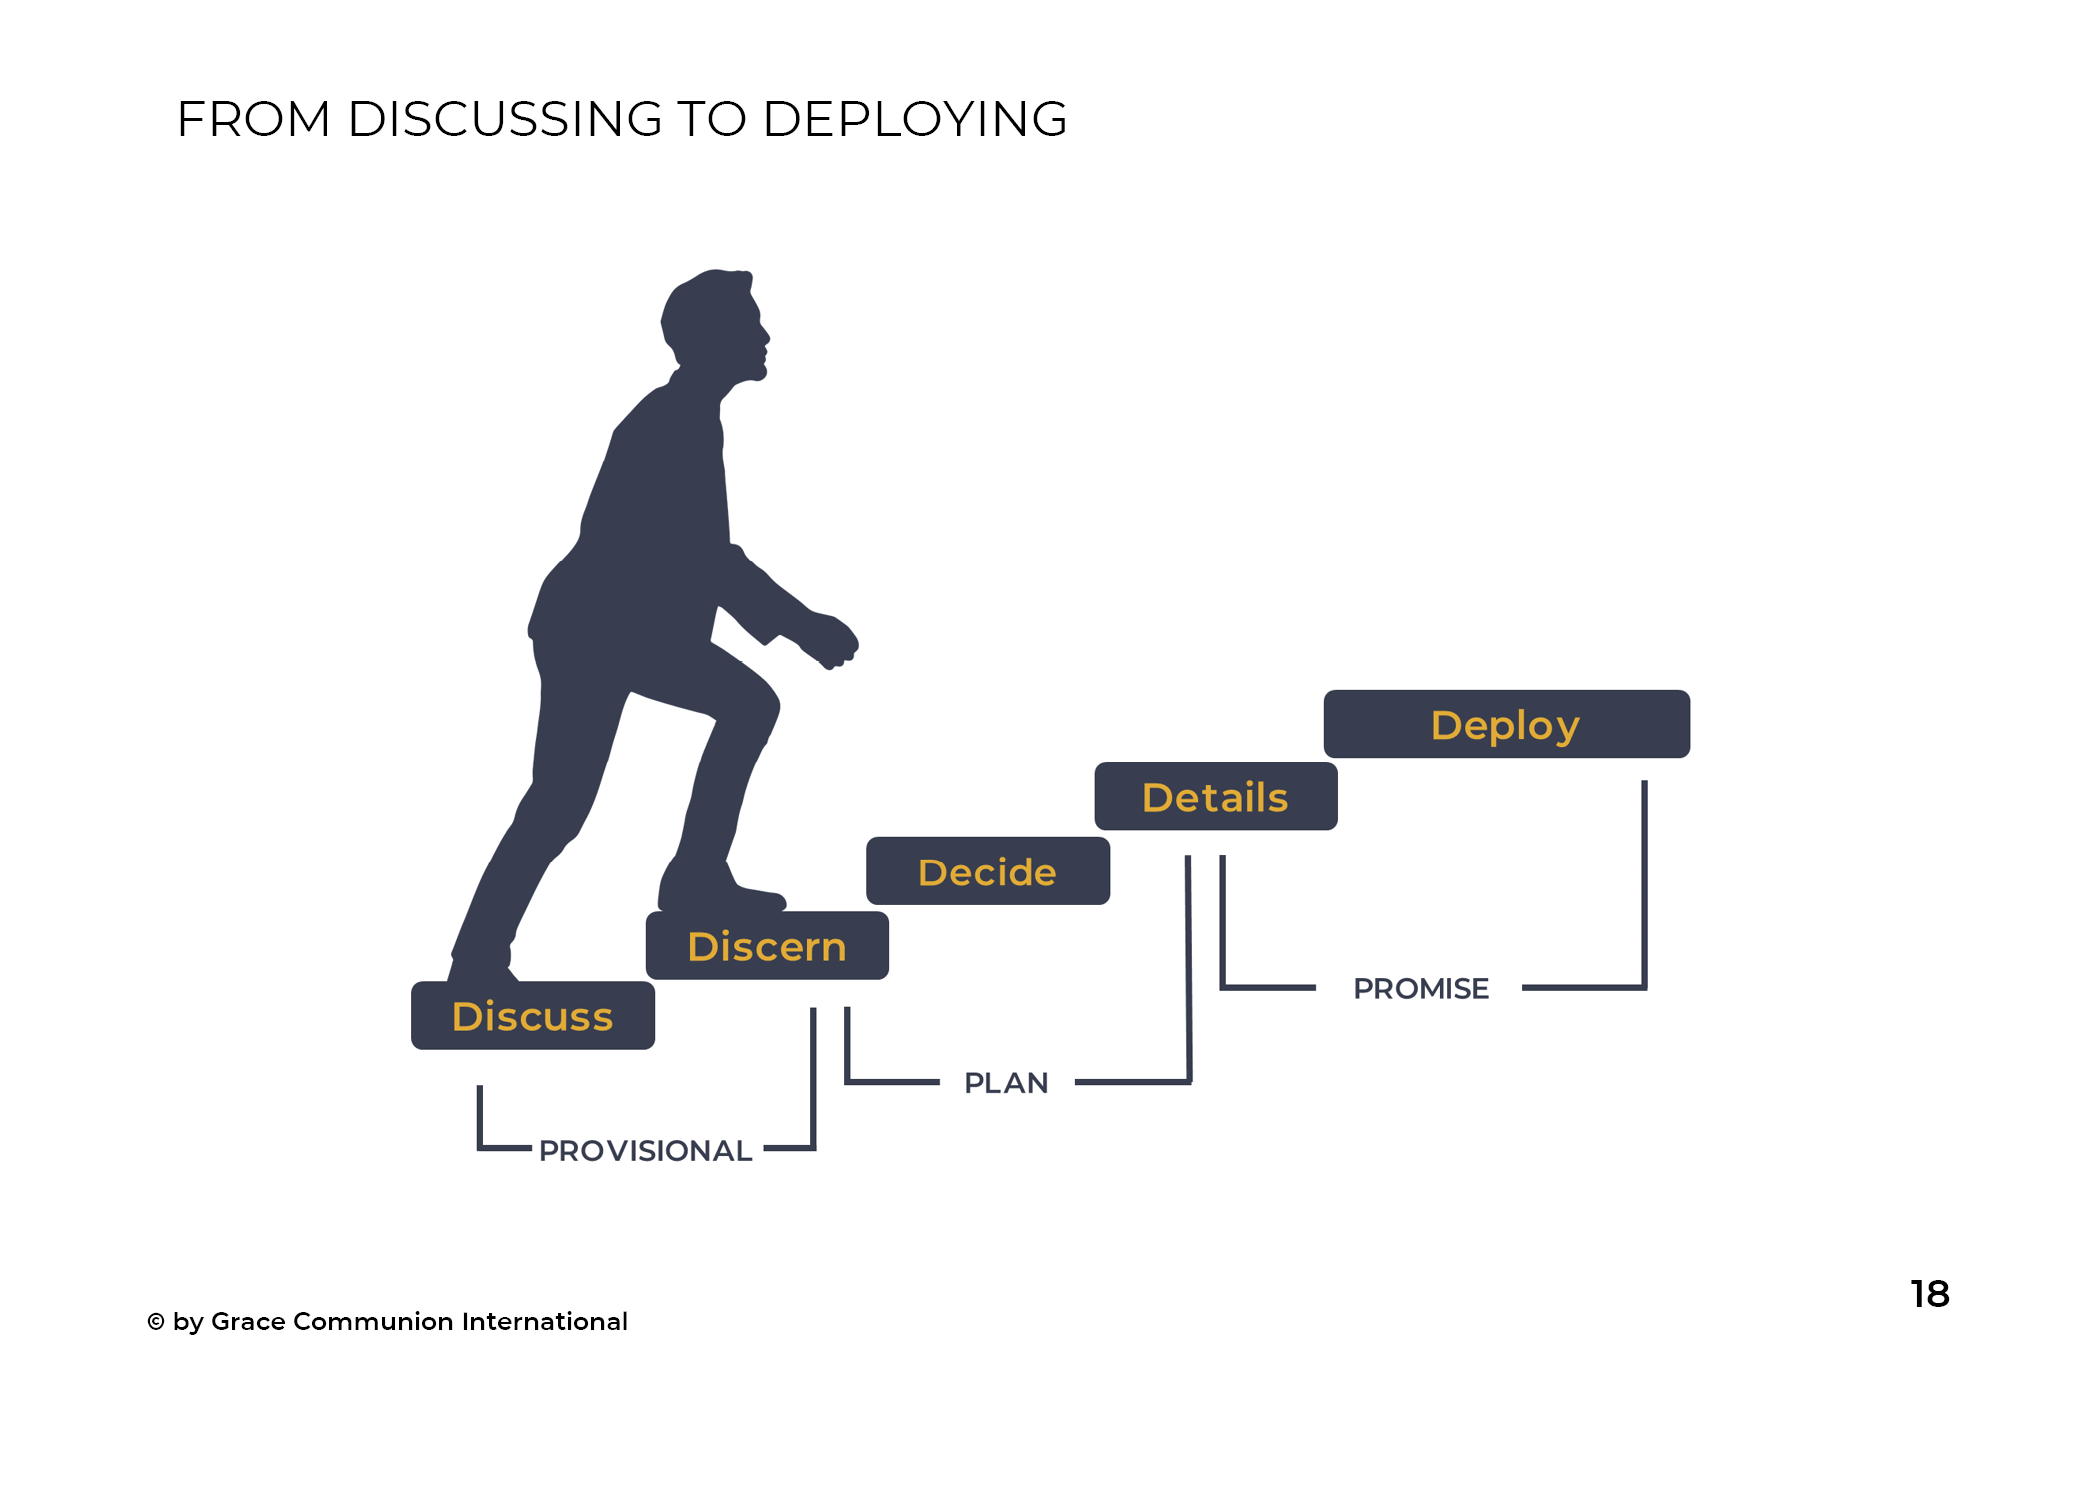 FROM DISCUSSING TO DEPLOYING
Deploy
Details
Decide
Discern
Discuss
PROMISE
PLAN
PROVISIONAL
18
© by Grace Communion International